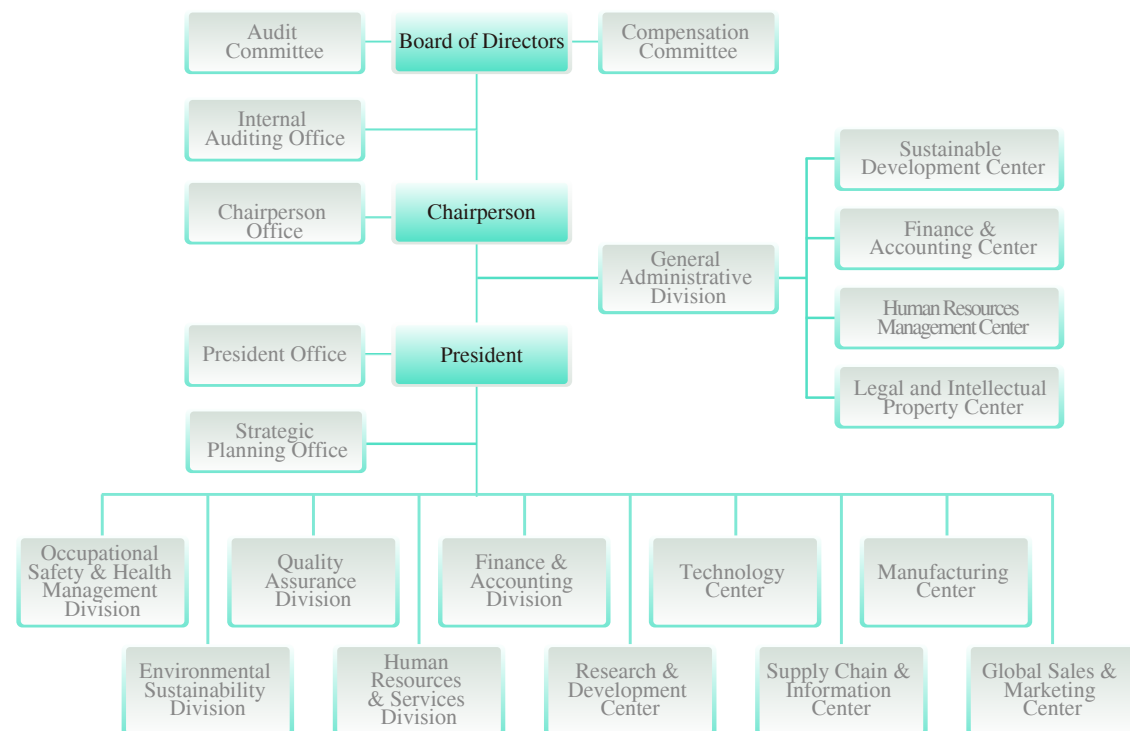 Audit
Committee
Board of Directors
Compensation
Committee
Internal
Auditing Office
Sustainable
Development Center
Chairperson
Office
Chairperson
Finance &
Accounting Center
General
Administrative
Division
Human Resources
Management Center
President Office
President
Legal and Intellectual
Property Center
Strategic
Planning Office
Occupational
Safety & Health
Management
Division
Quality
Assurance
Division
Finance &
Accounting
Division
Technology
Center
Manufacturing
Center
Environmental
Sustainability
Division
Human
Resources
& Services
Division
Research &
Development
Center
Supply Chain &
Information
Center
Global Sales &
Marketing
Center